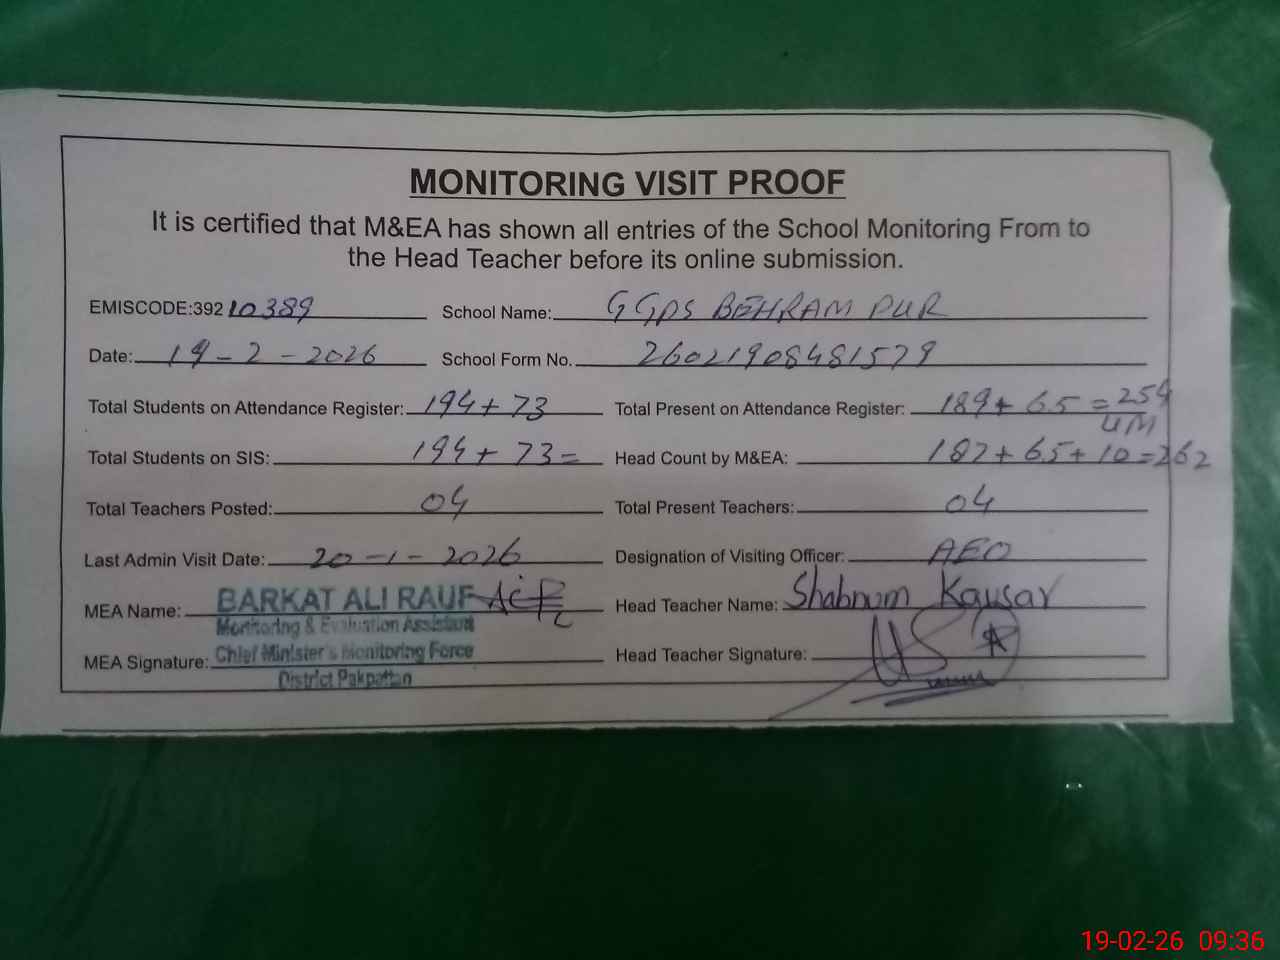 MONITORING VISIT PROOF
It is certified that M&EA has shown all entries of the School Monitoring From to
the Head Teacher before its online submission.
EMISCODE:392 10389 School Name: GGPS BEHRAM PUR
Date: 19-2-2026 School Form No. 26021908481579
Total Students on Attendance Register: 194+73 Total Present on Attendance Register: 189+65=254
UM
Total Students on SIS: 194+73= Head Count by M&EA: 187+65+10=262
Total Teachers Posted: 04 Total Present Teachers: 04
Last Admin Visit Date: 20-1-2026 Designation of Visiting Officer: AEO
MEA Name: BARKAT ALI RAUF Head Teacher Name: Shabnum Kausar
Monitoring & Evaluation Assistant
MEA Signature: Chief Minister's Monitoring Force Head Teacher Signature:
District Pakpattan
19-02-26 09:36